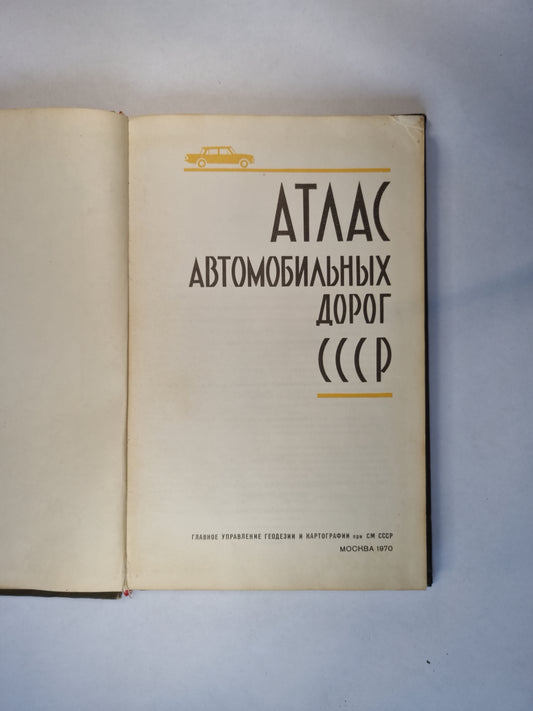 АТЛАС
АВТОМОБИЛЬНЫХ
ДОРОГ
СССР
ГЛАВНОЕ УПРАВЛЕНИЕ ГЕОДЕЗИИ И КАРТОГРАФИИ при СМ СССР
МОСКВА 1970